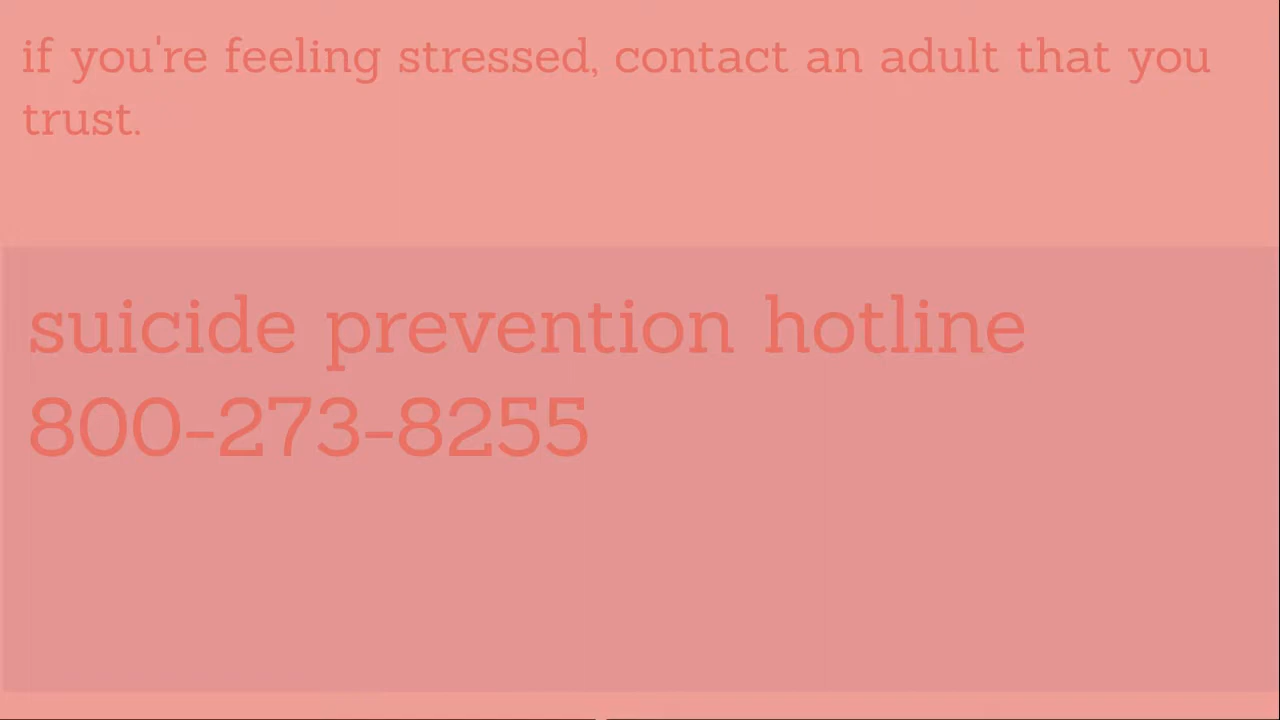 if you're feeling stressed, contact an adult that you
trust.
suicide prevention hotline
800-273-8255